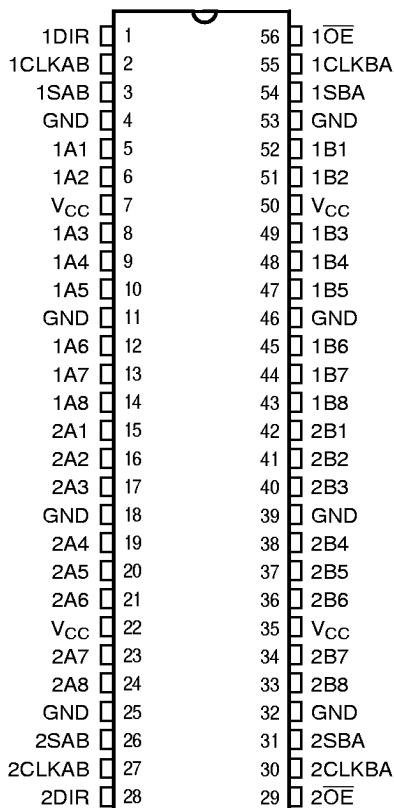 1DIR 1 56 1O̅E̅
1CLKAB 2 55 1CLKBA
1SAB 3 54 1SBA
GND 4 53 GND
1A1 5 52 1B1
1A2 6 51 1B2
VCC 7 50 VCC
1A3 8 49 1B3
1A4 9 48 1B4
1A5 10 47 1B5
GND 11 46 GND
1A6 12 45 1B6
1A7 13 44 1B7
1A8 14 43 1B8
2A1 15 42 2B1
2A2 16 41 2B2
2A3 17 40 2B3
GND 18 39 GND
2A4 19 38 2B4
2A5 20 37 2B5
2A6 21 36 2B6
VCC 22 35 VCC
2A7 23 34 2B7
2A8 24 33 2B8
GND 25 32 GND
2SAB 26 31 2SBA
2CLKAB 27 30 2CLKBA
2DIR 28 29 2O̅E̅